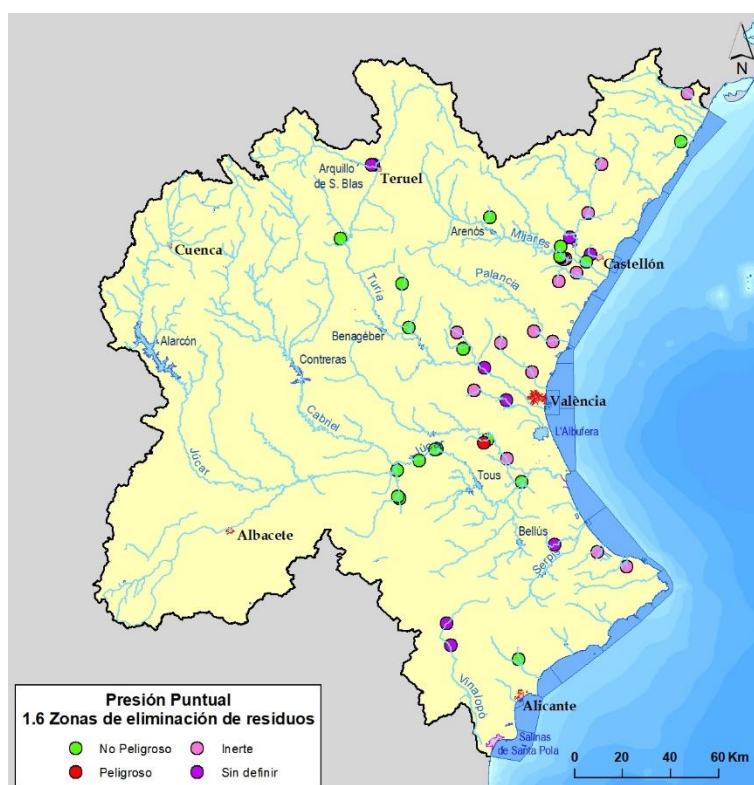 N
Arquillo
de S. Blas
Teruel
Arenós
Mijares
Cuenca
Castellón
Palancia
Turia
Alarcón
Benagéber
Contreras
València
Cabriel
L'Albufera
Júcar
Júcar
Tous
Albacete
Bellús
Serpis
Vinalopó
Alicante
Salinas
de Santa Pola
Presión Puntual
1.6 Zonas de eliminación de residuos
No Peligroso
Inerte
Peligroso
Sin definir
0 20 40 60 Km